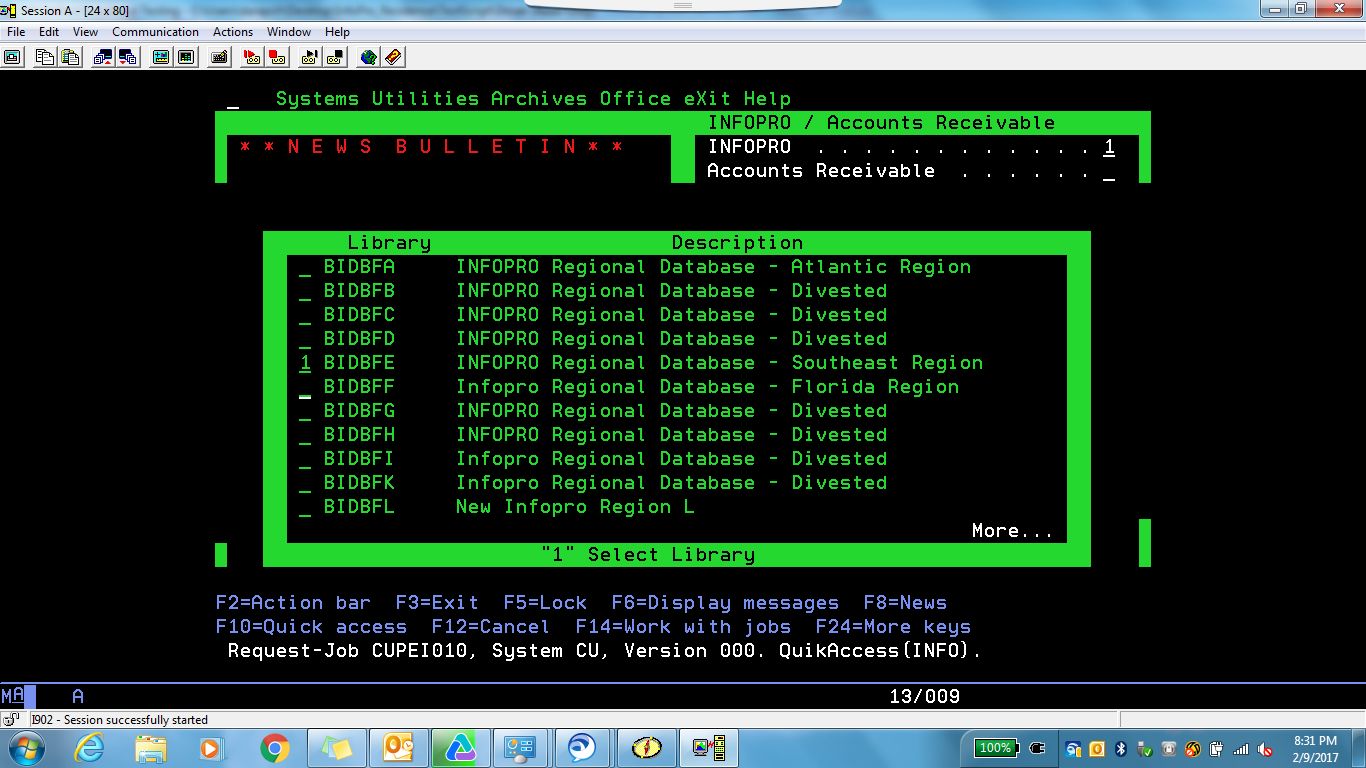 Session A - [24 x 80]
File Edit View Communication Actions Window Help
_ Systems Utilities Archives Office eXit Help
INFOPRO / Accounts Receivable
* * N E W S  B U L L E T I N * *
INFOPRO . . . . . . . . . . . . 1
Accounts Receivable . . . . . . _
Library Description
_ BIDBFA INFOPRO Regional Database - Atlantic Region
_ BIDBFB INFOPRO Regional Database - Divested
_ BIDBFC INFOPRO Regional Database - Divested
_ BIDBFD INFOPRO Regional Database - Divested
1 BIDBFE INFOPRO Regional Database - Southeast Region
_ BIDBFF Infopro Regional Database - Florida Region
_ BIDBFG INFOPRO Regional Database - Divested
_ BIDBFH INFOPRO Regional Database - Divested
_ BIDBFI Infopro Regional Database - Divested
_ BIDBFK Infopro Regional Database - Divested
_ BIDBFL New Infopro Region L
More...
"1" Select Library
F2=Action bar F3=Exit F5=Lock F6=Display messages F8=News
F10=Quick access F12=Cancel F14=Work with jobs F24=More keys
Request-Job CUPEIO10, System CU, Version 000. QuikAccess(INFO).
MA A 13/009
I902 - Session successfully started
100%
8:31 PM
2/9/2017